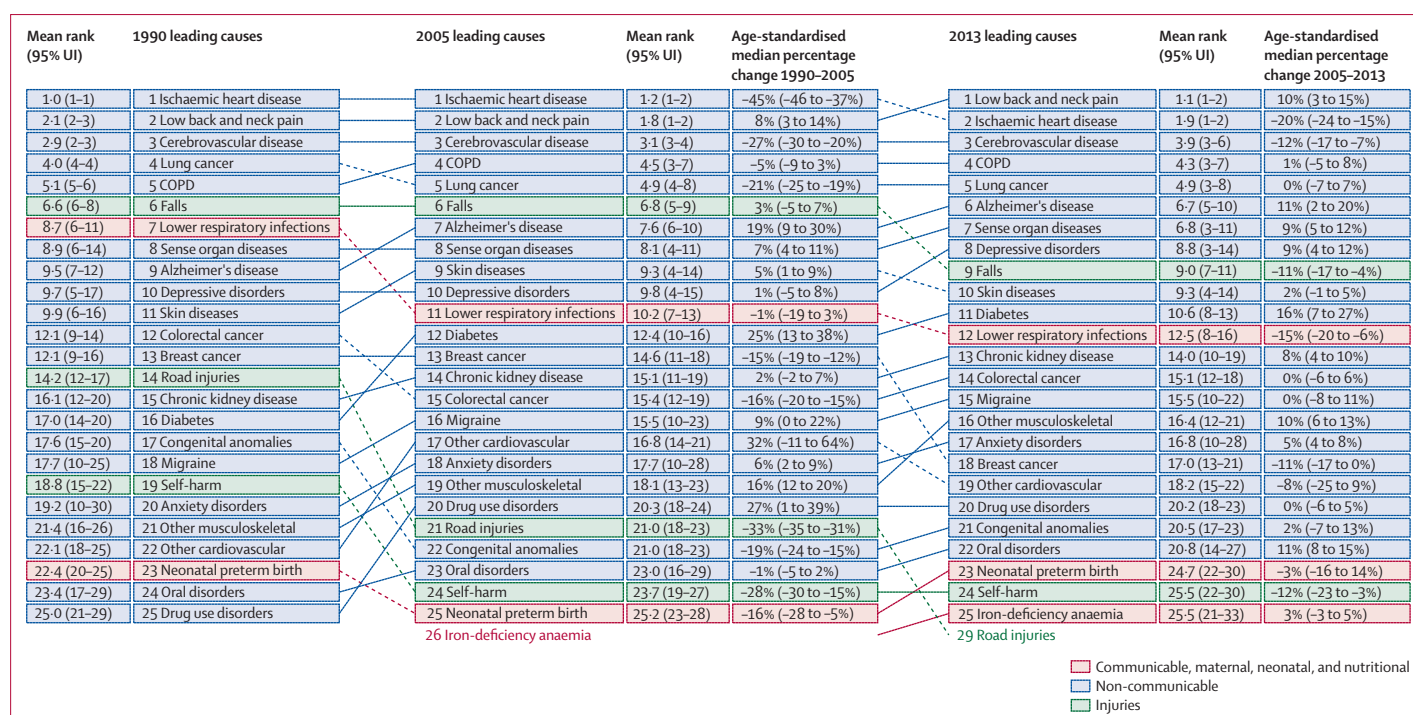 Mean rank (95% UI) 1990 leading causes 2005 leading causes Mean rank (95% UI) Age-standardised median percentage change 1990–2005 2013 leading causes Mean rank (95% UI) Age-standardised median percentage change 2005–2013
1·0 (1–1) 1 Ischaemic heart disease 1 Ischaemic heart disease 1·2 (1–2) –45% (–46 to –37%) 1 Low back and neck pain 1·1 (1–2) 10% (3 to 15%)
2·1 (2–3) 2 Low back and neck pain 2 Low back and neck pain 1·8 (1–2) 8% (3 to 14%) 2 Ischaemic heart disease 1·9 (1–2) –20% (–24 to –15%)
2·9 (2–3) 3 Cerebrovascular disease 3 Cerebrovascular disease 3·1 (3–4) –27% (–30 to –20%) 3 Cerebrovascular disease 3·9 (3–6) –12% (–17 to –7%)
4·0 (4–4) 4 Lung cancer 4 COPD 4·5 (3–7) –5% (–9 to 3%) 4 COPD 4·3 (3–7) 1% (–5 to 8%)
5·1 (5–6) 5 COPD 5 Lung cancer 4·9 (4–8) –21% (–25 to –19%) 5 Lung cancer 4·9 (3–8) 0% (–7 to 7%)
6·6 (6–8) 6 Falls 6 Falls 6·8 (5–9) 3% (–5 to 7%) 6 Alzheimer's disease 6·7 (5–10) 11% (2 to 20%)
8·7 (6–11) 7 Lower respiratory infections 7 Alzheimer's disease 7·6 (6–10) 19% (9 to 30%) 7 Sense organ diseases 6·8 (3–11) 9% (5 to 12%)
8·9 (6–14) 8 Sense organ diseases 8 Sense organ diseases 8·1 (4–11) 7% (4 to 11%) 8 Depressive disorders 8·8 (3–14) 9% (4 to 12%)
9·5 (7–12) 9 Alzheimer's disease 9 Skin diseases 9·3 (4–14) 5% (1 to 9%) 9 Falls 9·0 (7–11) –11% (–17 to –4%)
9·7 (5–17) 10 Depressive disorders 10 Depressive disorders 9·8 (4–15) 1% (–5 to 8%) 10 Skin diseases 9·3 (4–14) 2% (–1 to 5%)
9·9 (6–16) 11 Skin diseases 11 Lower respiratory infections 10·2 (7–13) –1% (–19 to 3%) 11 Diabetes 10·6 (8–13) 16% (7 to 27%)
12·1 (9–14) 12 Colorectal cancer 12 Diabetes 12·4 (10–16) 25% (13 to 38%) 12 Lower respiratory infections 12·5 (8–16) –15% (–20 to –6%)
12·1 (9–16) 13 Breast cancer 13 Breast cancer 14·6 (11–18) –15% (–19 to –12%) 13 Chronic kidney disease 14·0 (10–19) 8% (4 to 10%)
14·2 (12–17) 14 Road injuries 14 Chronic kidney disease 15·1 (11–19) 2% (–2 to 7%) 14 Colorectal cancer 15·1 (12–18) 0% (–6 to 6%)
16·1 (12–20) 15 Chronic kidney disease 15 Colorectal cancer 15·4 (12–19) –16% (–20 to –15%) 15 Migraine 15·5 (10–22) 0% (–8 to 11%)
17·0 (14–20) 16 Diabetes 16 Migraine 15·5 (10–23) 9% (0 to 22%) 16 Other musculoskeletal 16·4 (12–21) 10% (6 to 13%)
17·6 (15–20) 17 Congenital anomalies 17 Other cardiovascular 16·8 (14–21) 32% (–11 to 64%) 17 Anxiety disorders 16·8 (10–28) 5% (4 to 8%)
17·7 (10–25) 18 Migraine 18 Anxiety disorders 17·7 (10–28) 6% (2 to 9%) 18 Breast cancer 17·0 (13–21) –11% (–17 to 0%)
18·8 (15–22) 19 Self-harm 19 Other musculoskeletal 18·1 (13–23) 16% (12 to 20%) 19 Other cardiovascular 18·2 (15–22) –8% (–25 to 9%)
19·2 (10–30) 20 Anxiety disorders 20 Drug use disorders 20·3 (18–24) 27% (1 to 39%) 20 Drug use disorders 20·2 (18–23) 0% (–6 to 5%)
21·4 (16–26) 21 Other musculoskeletal 21 Road injuries 21·0 (18–23) –33% (–35 to –31%) 21 Congenital anomalies 20·5 (17–23) 2% (–7 to 13%)
22·1 (18–25) 22 Other cardiovascular 22 Congenital anomalies 21·0 (18–23) –19% (–24 to –15%) 22 Oral disorders 20·8 (14–27) 11% (8 to 15%)
22·4 (20–25) 23 Neonatal preterm birth 23 Oral disorders 23·0 (16–29) –1% (–5 to 2%) 23 Neonatal preterm birth 24·7 (22–30) –3% (–16 to 14%)
23·4 (17–29) 24 Oral disorders 24 Self-harm 23·7 (19–27) –28% (–30 to –15%) 24 Self-harm 25·5 (22–30) –12% (–23 to –3%)
25·0 (21–29) 25 Drug use disorders 25 Neonatal preterm birth 25·2 (23–28) –16% (–28 to –5%) 25 Iron-deficiency anaemia 25·5 (21–33) 3% (–3 to 5%)
26 Iron-deficiency anaemia 29 Road injuries
Communicable, maternal, neonatal, and nutritional
Non-communicable
Injuries